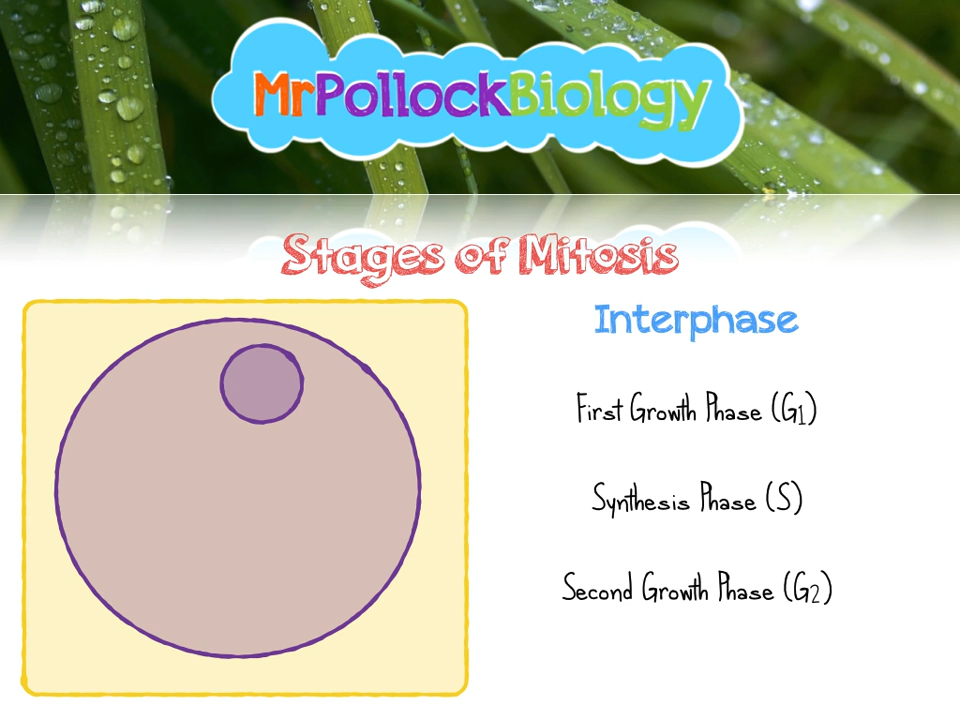 MrPollockBiology
Stages of Mitosis
Interphase
First Growth Phase (G1)
Synthesis Phase (S)
Second Growth Phase (G2)